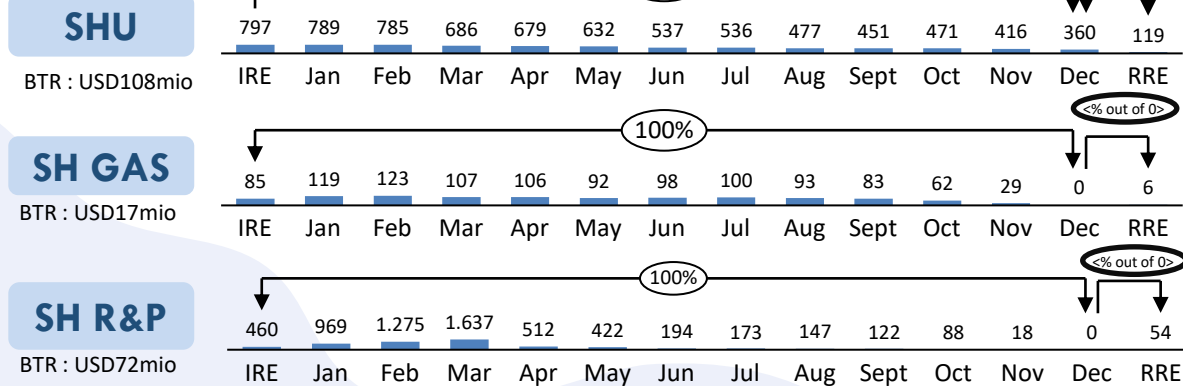 SHU
797 789 785 686 679 632 537 536 477 451 471 416 360 119
BTR : USD108mio
IRE Jan Feb Mar Apr May Jun Jul Aug Sept Oct Nov Dec RRE
<% out of 0>
100%
SH GAS
85 119 123 107 106 92 98 100 93 83 62 29 0 6
BTR : USD17mio
IRE Jan Feb Mar Apr May Jun Jul Aug Sept Oct Nov Dec RRE
<% out of 0>
100%
SH R&P
460 969 1.275 1.637 512 422 194 173 147 122 88 18 0 54
BTR : USD72mio
IRE Jan Feb Mar Apr May Jun Jul Aug Sept Oct Nov Dec RRE